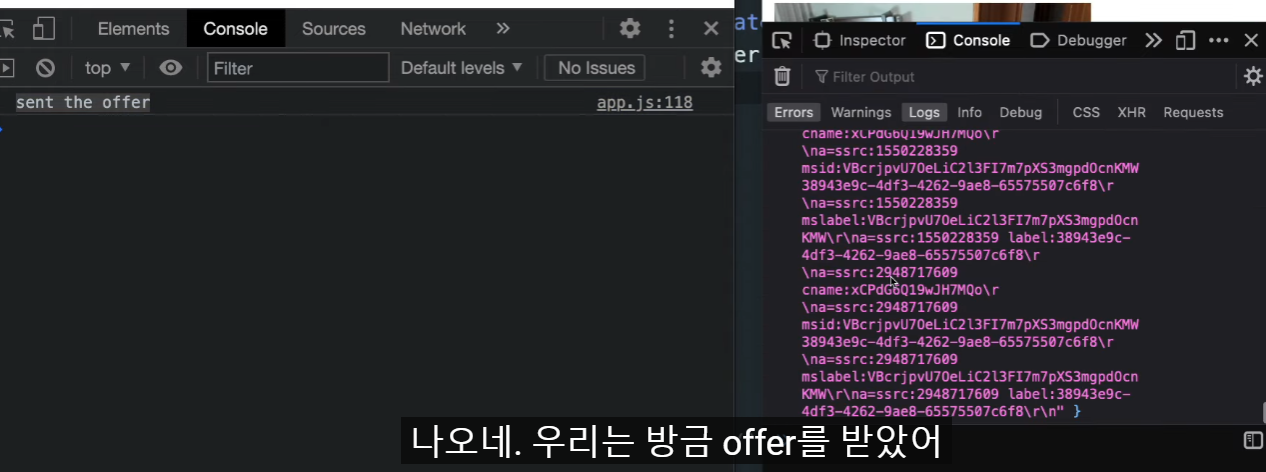 Elements
Console
Sources
Network
top
Filter
Default levels
No Issues
sent the offer
app.js:118
at
er
Inspector
Console
Debugger
Filter Output
Errors
Warnings
Logs
Info
Debug
CSS
XHR
Requests
cname:xCPdG6Q19wJH7MQo\r
\na=ssrc:1550228359
msid:VBcrjpvU7OeLiC2l3FI7m7pXS3mgpdOcnKMW
38943e9c-4df3-4262-9ae8-65575507c6f8\r
\na=ssrc:1550228359
mslabel:VBcrjpvU7OeLiC2l3FI7m7pXS3mgpdOcn
KMW\r\na=ssrc:1550228359 label:38943e9c-
4df3-4262-9ae8-65575507c6f8\r
\na=ssrc:2948717609
cname:xCPdG6Q19wJH7MQo\r
\na=ssrc:2948717609
msid:VBcrjpvU7OeLiC2l3FI7m7pXS3mgpdOcnKMW
38943e9c-4df3-4262-9ae8-65575507c6f8\r
\na=ssrc:2948717609
mslabel:VBcrjpvU7OeLiC2l3FI7m7pXS3mgpdOcn
KMW\r\na=ssrc:2948717609 label:38943e9c-
4df3-4262-9ae8-65575507c6f8\r\n" }
나오네. 우리는 방금 offer를 받았어